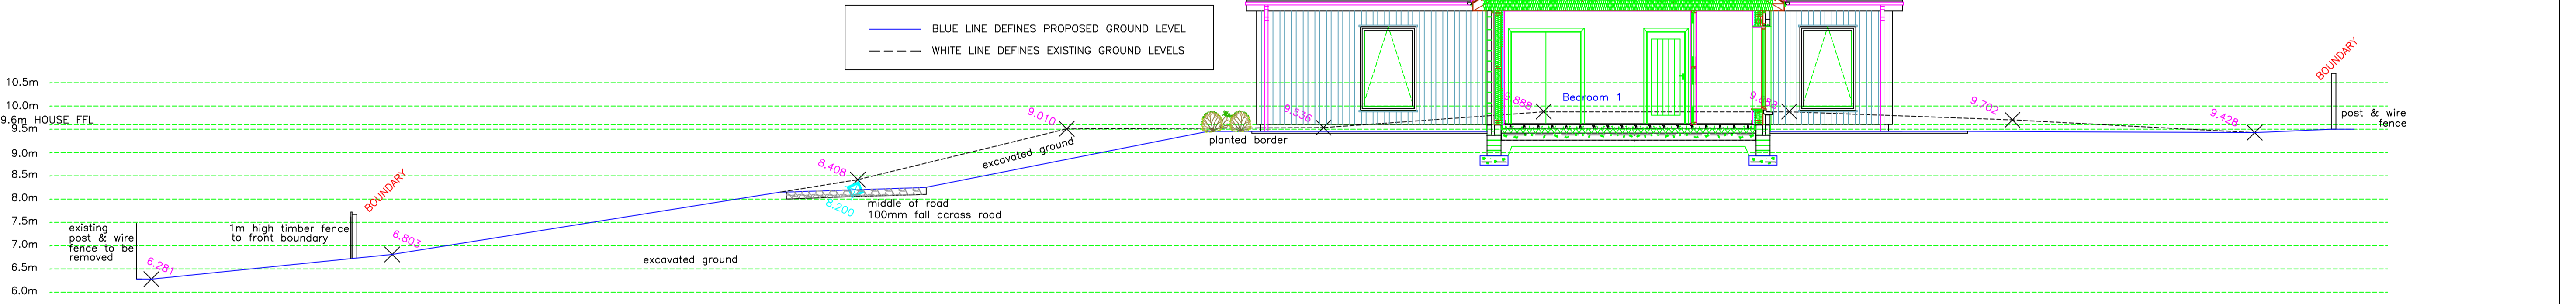 BLUE LINE DEFINES PROPOSED GROUND LEVEL
WHITE LINE DEFINES EXISTING GROUND LEVELS
10.5m
10.0m
9.6m HOUSE FFL
9.5m
9.0m
8.5m
8.0m
7.5m
7.0m
6.5m
6.0m
existing
post & wire
fence to be
removed
6.281
1m high timber fence
to front boundary
BOUNDARY
6.803
excavated ground
8.408
8.200
middle of road
100mm fall across road
excavated ground
9.010
planted border
9.536
9.888
Bedroom 1
9.702
9.428
BOUNDARY
post & wire
fence